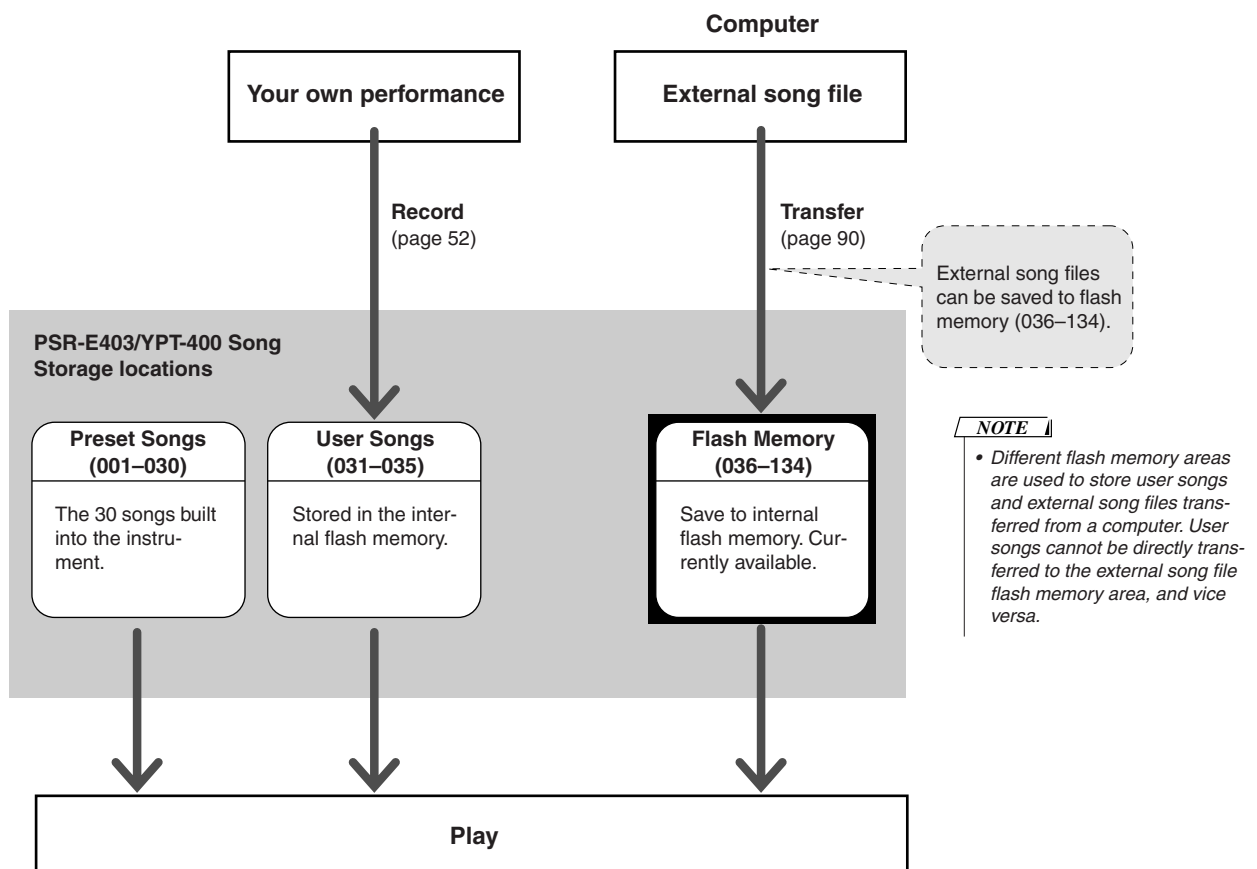 Computer
Your own performance
External song file
Record
(page 52)
Transfer
(page 90)
External song files
can be saved to flash
memory (036–134).
PSR-E403/YPT-400 Song
Storage locations
Preset Songs
(001–030)
The 30 songs built
into the instru-
ment.
User Songs
(031–035)
Stored in the inter-
nal flash memory.
Flash Memory
(036–134)
Save to internal
flash memory. Cur-
rently available.
NOTE
• Different flash memory areas
are used to store user songs
and external song files trans-
ferred from a computer. User
songs cannot be directly trans-
ferred to the external song file
flash memory area, and vice
versa.
Play